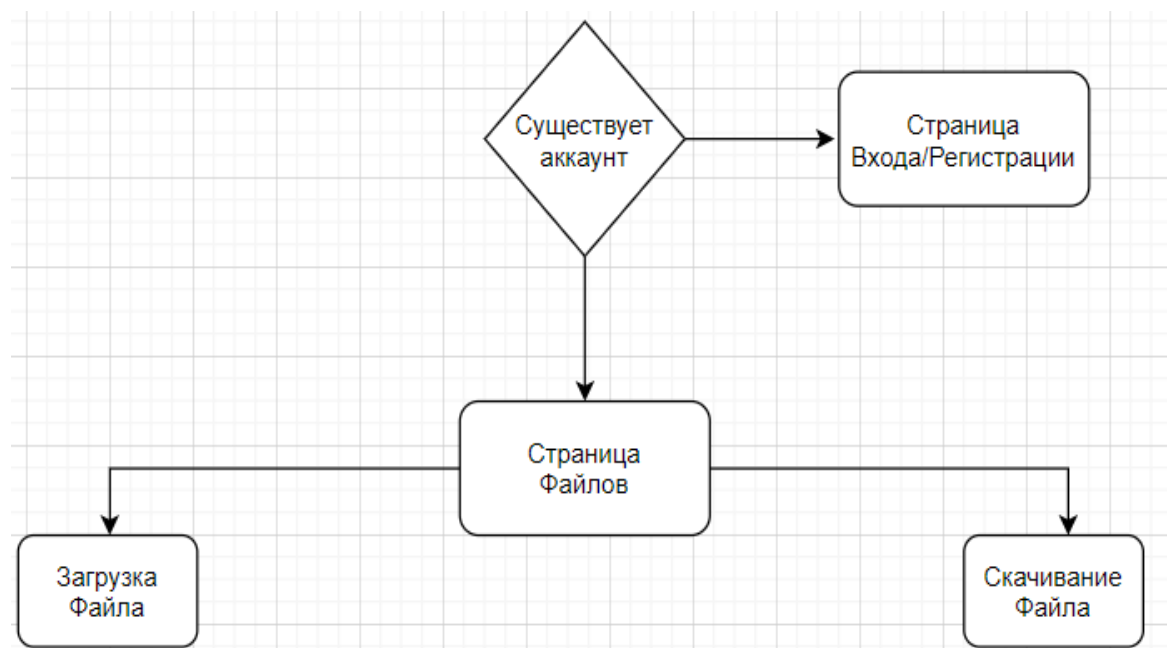 Существует
аккаунт
Страница
Входа/Регистрации
Страница
Файлов
Загрузка
Файла
Скачивание
Файла